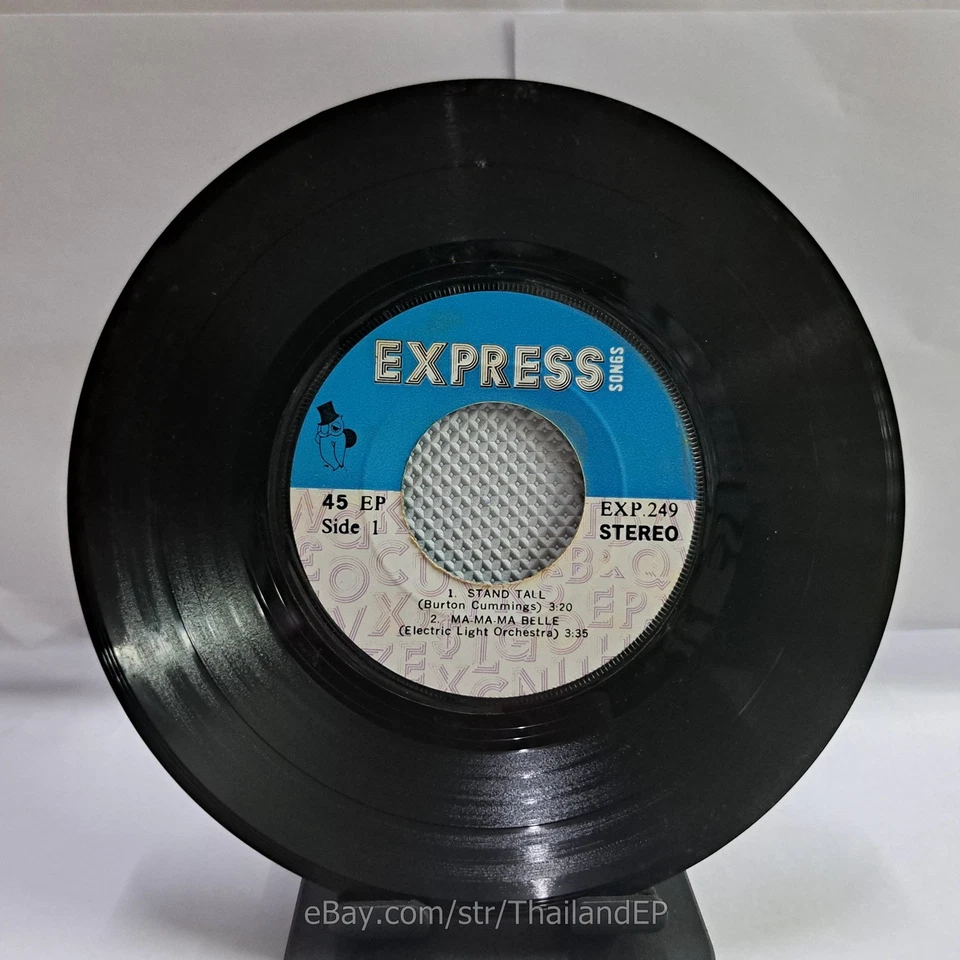 EXPRESS SONGS
45 EP
Side 1
EXP.249
STEREO
1. STAND TALL
(Burton Cummings) 3:20
2. MA-MA-MA BELLE
(Electric Light Orchestra) 3:35
eBay.com/str/ThailandEP